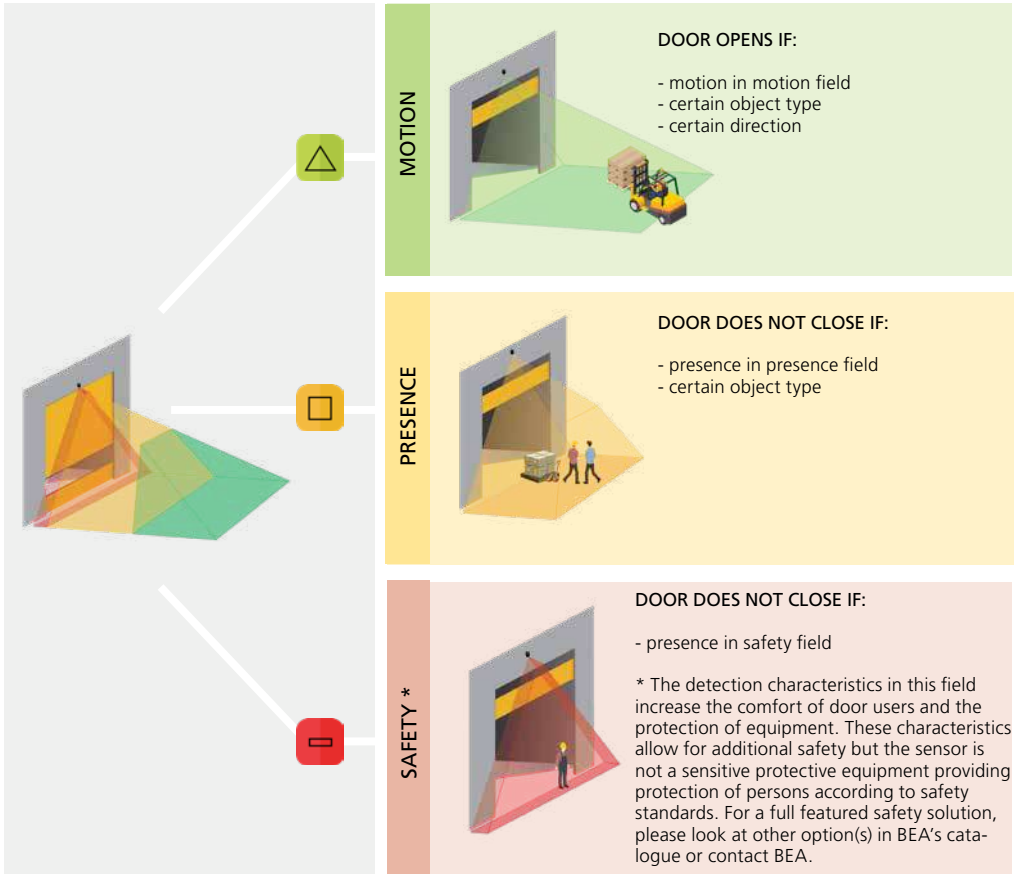 MOTION
DOOR OPENS IF:
- motion in motion field
- certain object type
- certain direction
PRESENCE
DOOR DOES NOT CLOSE IF:
- presence in presence field
- certain object type
SAFETY *
DOOR DOES NOT CLOSE IF:
- presence in safety field
* The detection characteristics in this field
increase the comfort of door users and the
protection of equipment. These characteristics
allow for additional safety but the sensor is
not a sensitive protective equipment providing
protection of persons according to safety
standards. For a full featured safety solution,
please look at other option(s) in BEA’s cata-
logue or contact BEA.